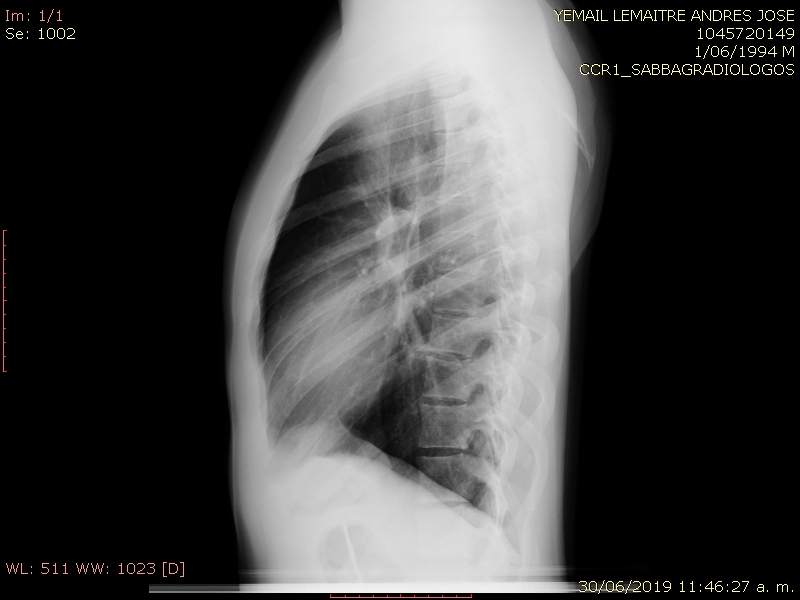 Im: 1/1
Se: 1002
YEMAIL LEMAITRE ANDRES JOSE
1045720149
1/06/1994 M
CCR1_SABBAGRADIOLOGOS
WL: 511 WW: 1023 [D]
30/06/2019 11:46:27 a. m.